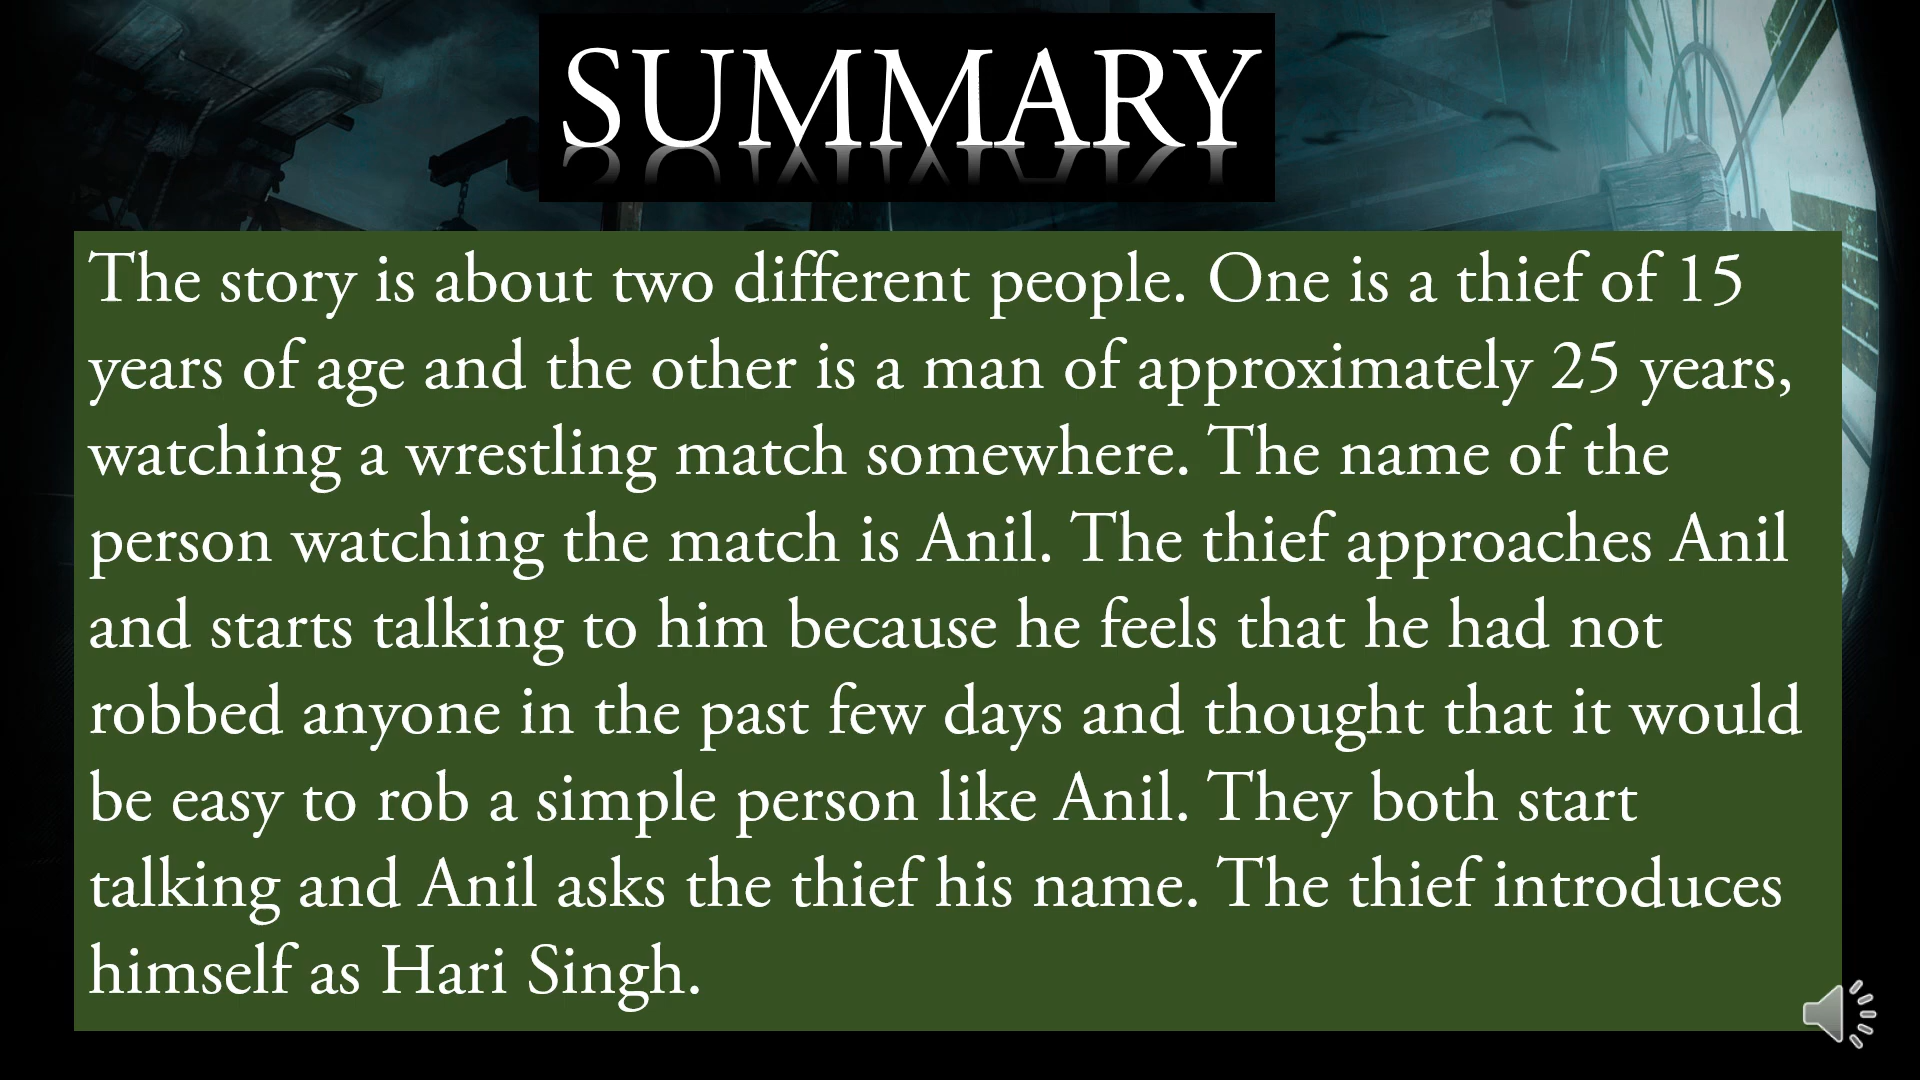 SUMMARY
The story is about two different people. One is a thief of 15
years of age and the other is a man of approximately 25 years,
watching a wrestling match somewhere. The name of the
person watching the match is Anil. The thief approaches Anil
and starts talking to him because he feels that he had not
robbed anyone in the past few days and thought that it would
be easy to rob a simple person like Anil. They both start
talking and Anil asks the thief his name. The thief introduces
himself as Hari Singh.